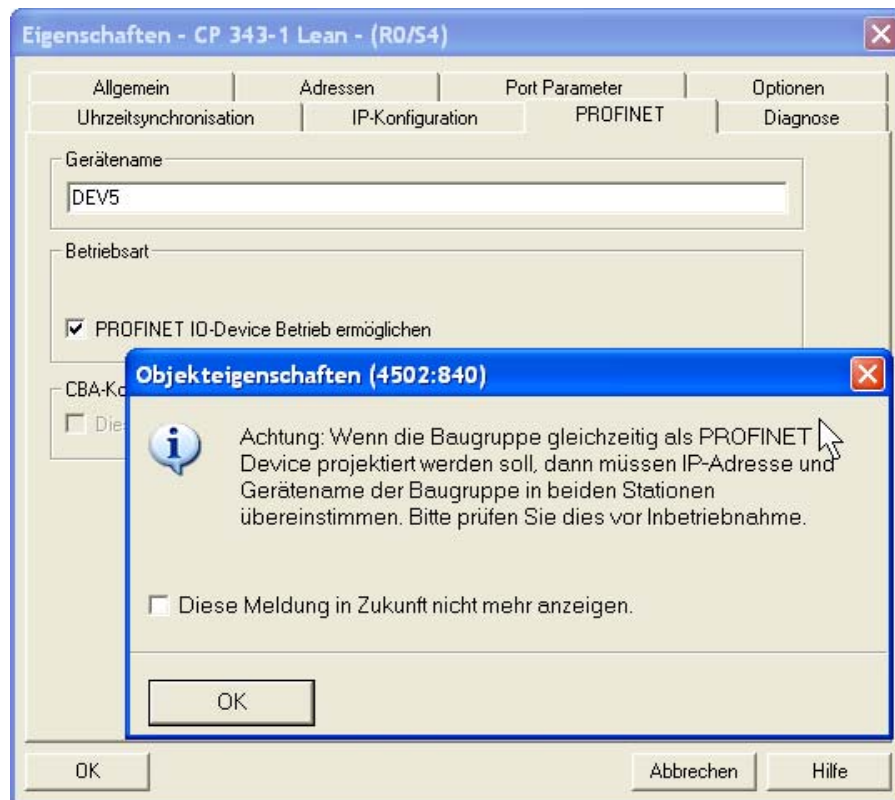 Eigenschaften - CP 343-1 Lean - (R0/S4)
Allgemein Adressen Port Parameter Optionen
Uhrzeitsynchronisation IP-Konfiguration PROFINET Diagnose
Gerätename
DEV5
Betriebsart
PROFINET IO-Device Betrieb ermöglichen
CBA-Ko
Dies
Objekteigenschaften (4502:840)
Achtung: Wenn die Baugruppe gleichzeitig als PROFINET
Device projektiert werden soll, dann müssen IP-Adresse und
Gerätename der Baugruppe in beiden Stationen
übereinstimmen. Bitte prüfen Sie dies vor Inbetriebnahme.
Diese Meldung in Zukunft nicht mehr anzeigen.
OK
OK Abbrechen Hilfe